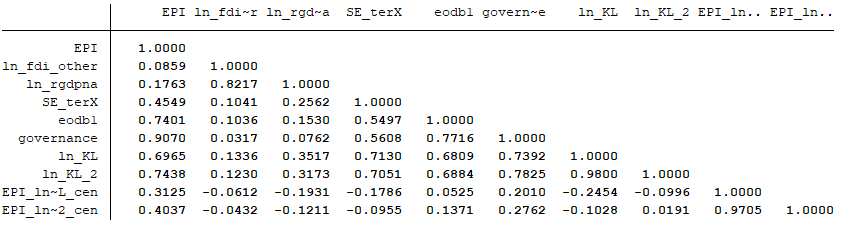 EPI ln_fdi~r ln_rgd~a SE_terX eodb1 govern~e ln_KL ln_KL_2 EPI_ln.. EPI_ln..
EPI 1.0000
ln_fdi_other 0.0859 1.0000
ln_rgdpna 0.1763 0.8217 1.0000
SE_terX 0.4549 0.1041 0.2562 1.0000
eodb1 0.7401 0.1036 0.1530 0.5497 1.0000
governance 0.9070 0.0317 0.0762 0.5608 0.7716 1.0000
ln_KL 0.6965 0.1336 0.3517 0.7130 0.6809 0.7392 1.0000
ln_KL_2 0.7438 0.1230 0.3173 0.7051 0.6884 0.7825 0.9800 1.0000
EPI_ln~L_cen 0.3125 -0.0612 -0.1931 -0.1786 0.0525 0.2010 -0.2454 -0.0996 1.0000
EPI_ln~2_cen 0.4037 -0.0432 -0.1211 -0.0955 0.1371 0.2762 -0.1028 0.0191 0.9705 1.0000